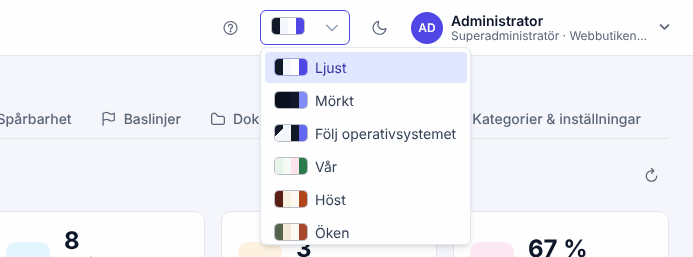 AD
Administrator
Superadministratör · Webbutiken...
Ljust
Mörkt
Följ operativsystemet
Vår
Höst
Öken
Spårbarhet
Baslinjer
Dok
Kategorier & inställningar
8
3
67 %